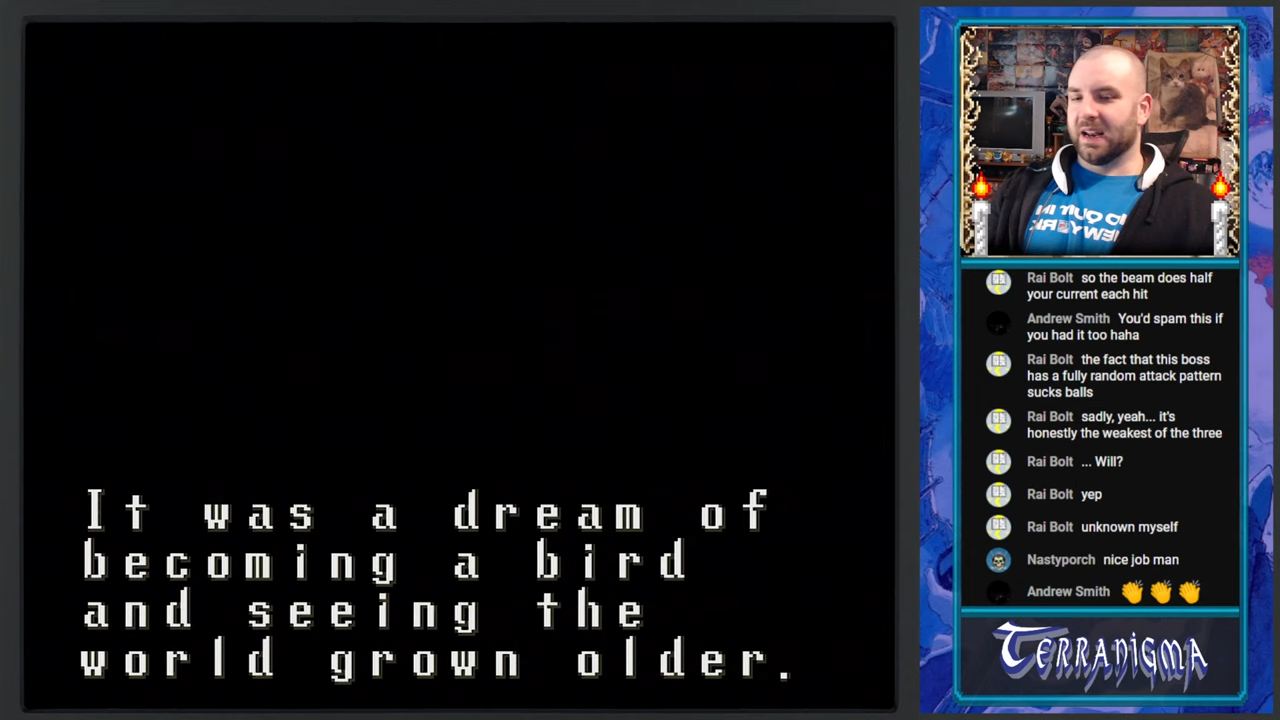 It was a dream of
becoming a bird
and seeing the
world grown older.
Rai Bolt so the beam does half
your current each hit
Andrew Smith You'd spam this if
you had it too haha
Rai Bolt the fact that this boss
has a fully random attack pattern
sucks balls
Rai Bolt sadly, yeah... it's
honestly the weakest of the three
Rai Bolt ... Will?
Rai Bolt yep
Rai Bolt unknown myself
Nastyporch nice job man
Andrew Smith 👏 👏 👏
TERRANIGMA